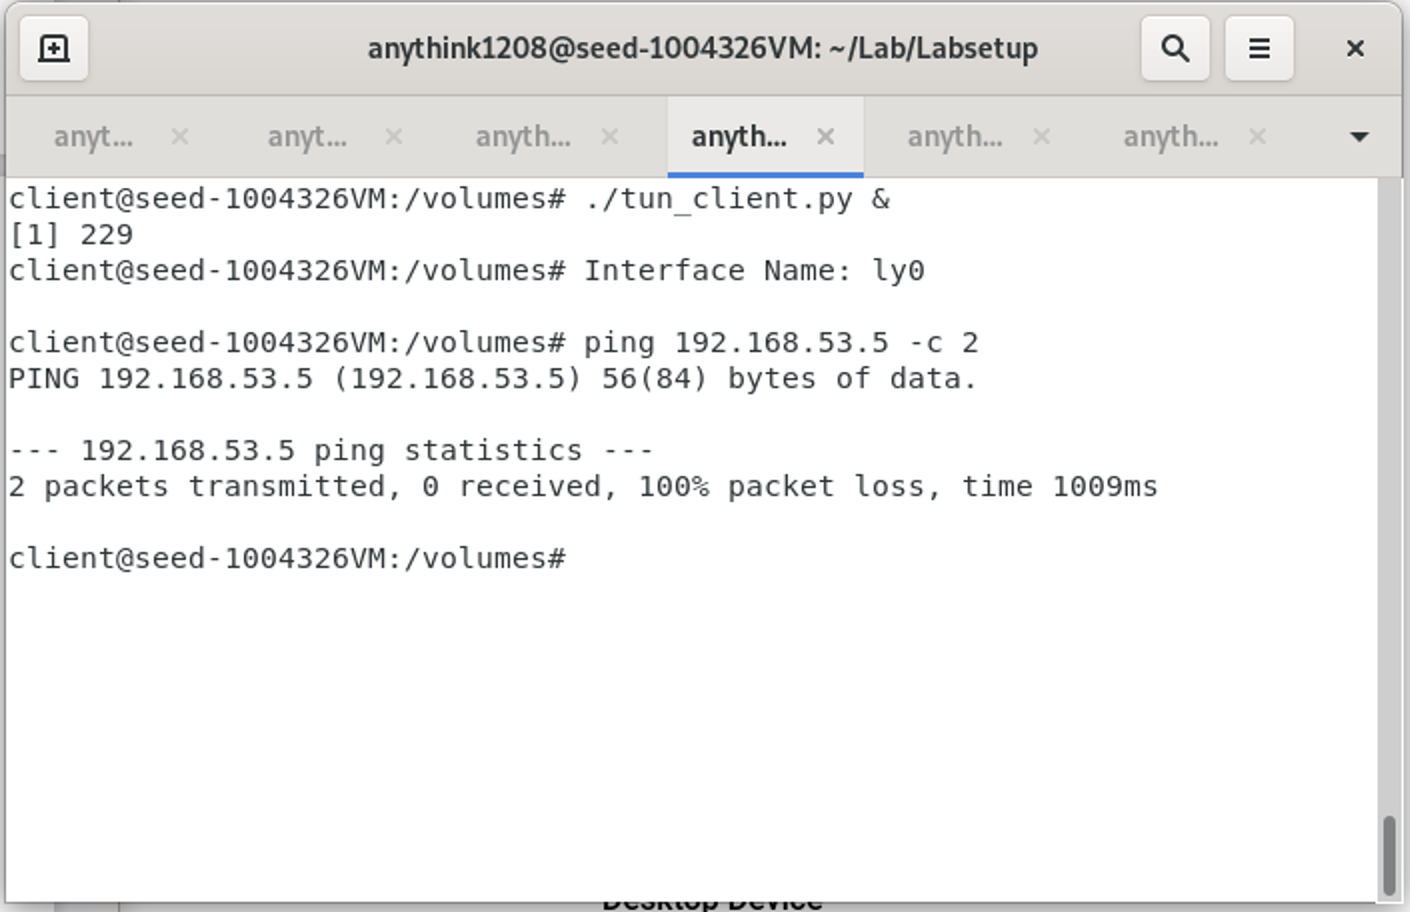 anythink1208@seed-1004326VM: ~/Lab/Labsetup
anyt... anyt... anyth... anyth... anyth... anyth...
client@seed-1004326VM:/volumes# ./tun_client.py &
[1] 229
client@seed-1004326VM:/volumes# Interface Name: ly0
client@seed-1004326VM:/volumes# ping 192.168.53.5 -c 2
PING 192.168.53.5 (192.168.53.5) 56(84) bytes of data.
--- 192.168.53.5 ping statistics ---
2 packets transmitted, 0 received, 100% packet loss, time 1009ms
client@seed-1004326VM:/volumes#
Desktop Device